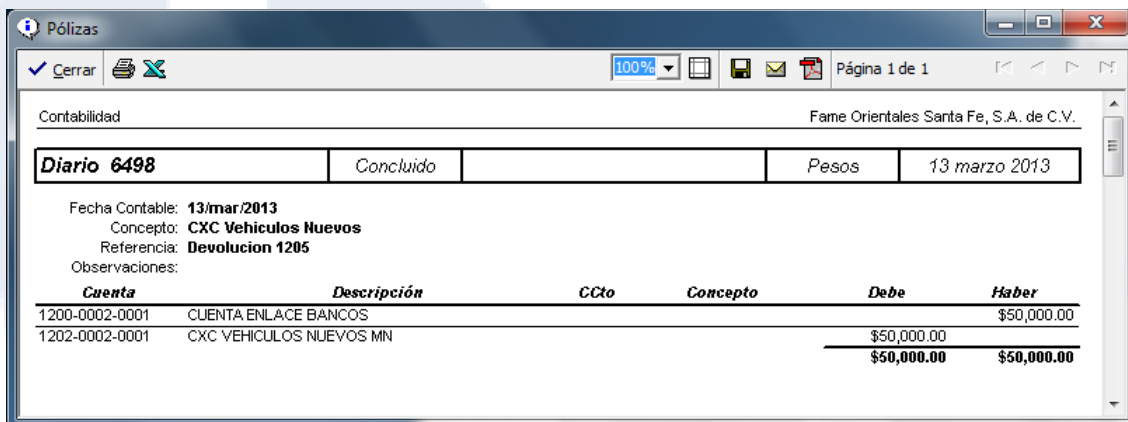 Pólizas
Cerrar 100% Página 1 de 1
Contabilidad Fame Orientales Santa Fe, S.A. de C.V.
Diario 6498 Concluido Pesos 13 marzo 2013
Fecha Contable: 13/mar/2013
Concepto: CXC Vehiculos Nuevos
Referencia: Devolucion 1205
Observaciones:
Cuenta Descripción CCto Concepto Debe Haber
1200-0002-0001 CUENTA ENLACE BANCOS $50,000.00
1202-0002-0001 CXC VEHICULOS NUEVOS MN $50,000.00
$50,000.00 $50,000.00